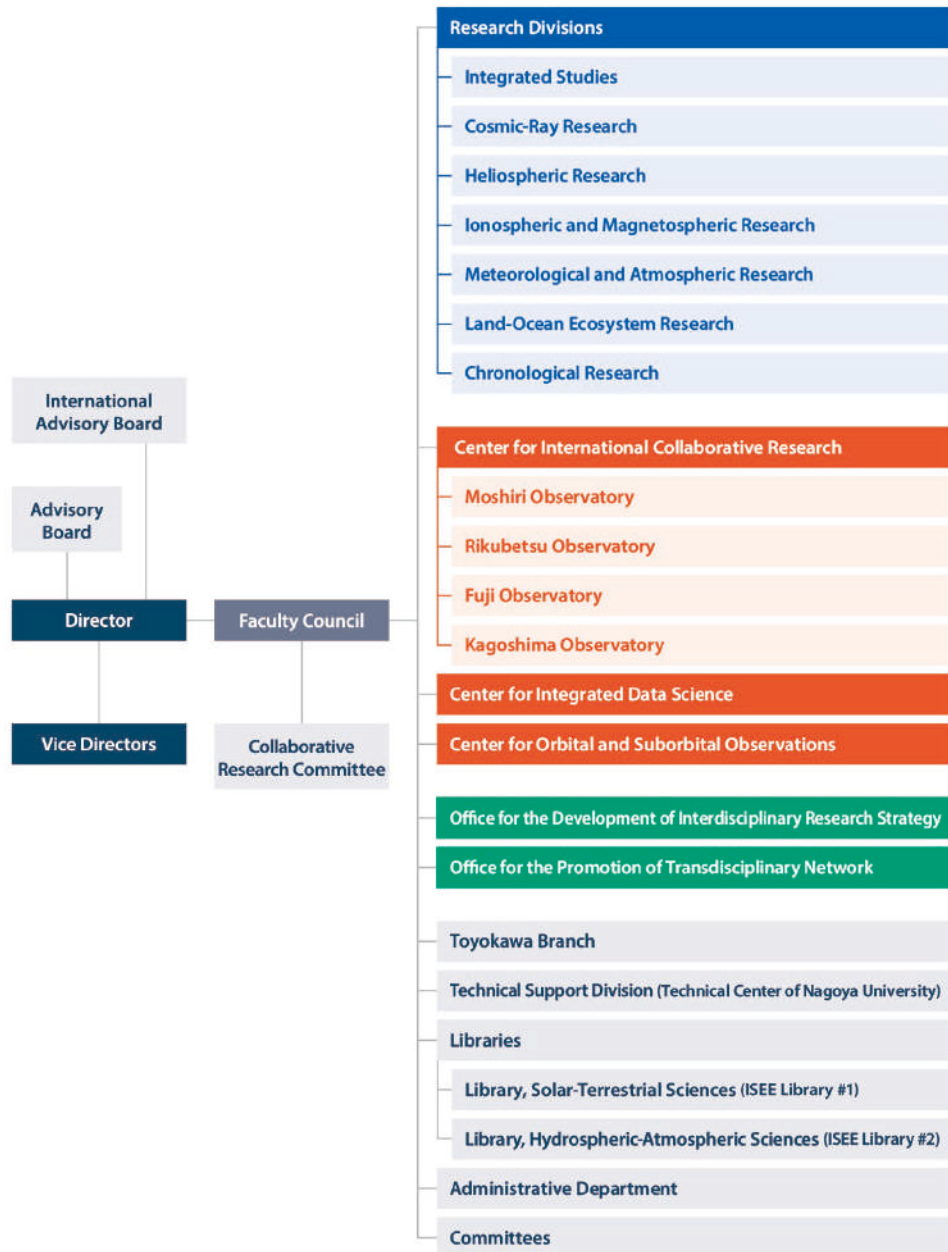 Research Divisions
Integrated Studies
Cosmic-Ray Research
Heliospheric Research
Ionospheric and Magnetospheric Research
Meteorological and Atmospheric Research
Land-Ocean Ecosystem Research
Chronological Research
International
Advisory Board
Advisory
Board
Director
Vice Directors
Faculty Council
Collaborative
Research Committee
Center for International Collaborative Research
Moshiri Observatory
Rikubetsu Observatory
Fuji Observatory
Kagoshima Observatory
Center for Integrated Data Science
Center for Orbital and Suborbital Observations
Office for the Development of Interdisciplinary Research Strategy
Office for the Promotion of Transdisciplinary Network
Toyokawa Branch
Technical Support Division (Technical Center of Nagoya University)
Libraries
Library, Solar-Terrestrial Sciences (ISEE Library #1)
Library, Hydrospheric-Atmospheric Sciences (ISEE Library #2)
Administrative Department
Committees